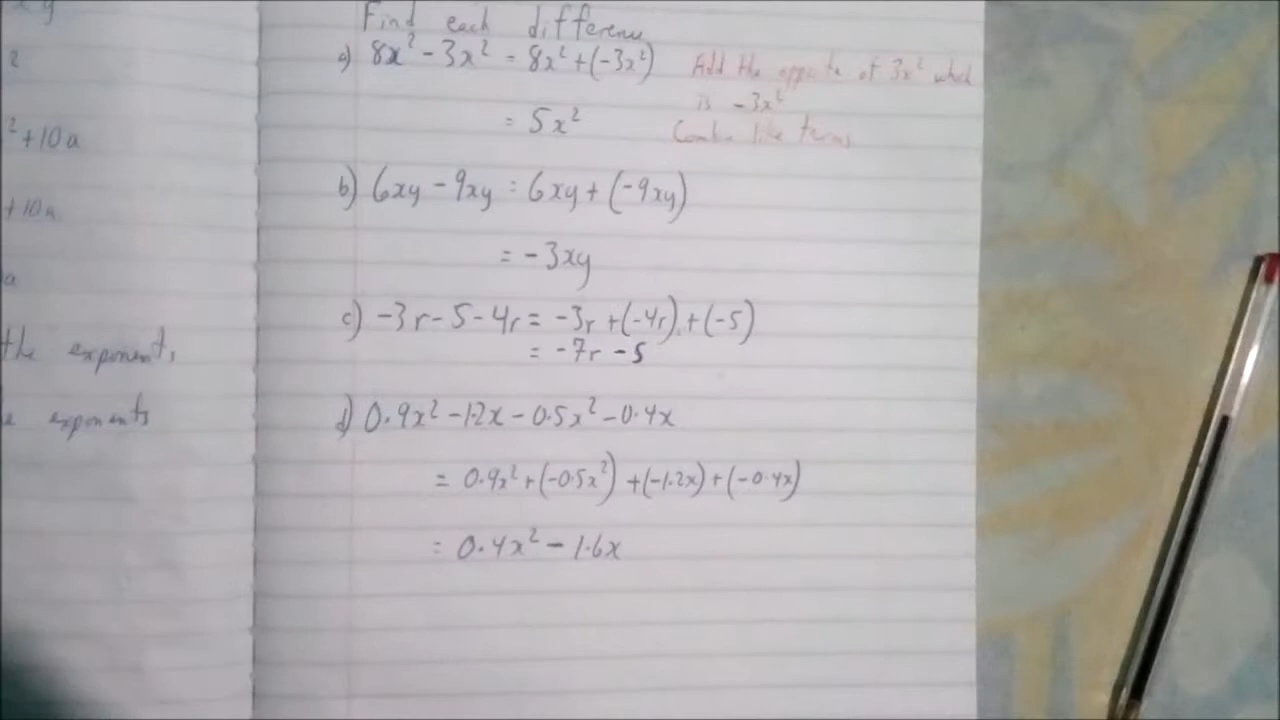 2
² + 10a
+ 10a
a
the exponents
exponents
Find each difference
a) 8x² - 3x² = 8x² + (-3x²)
Add the opposite of 3x² which
is -3x²
= 5x²
Combine like terms
b) 6xy - 9xy = 6xy + (-9xy)
= -3xy
c) -3r - 5 - 4r = -3r + (-4r) + (-5)
= -7r - 5
d) 0.9x² - 1.2x - 0.5x² - 0.4x
= 0.9x² + (-0.5x²) + (-1.2x) + (-0.4x)
= 0.4x² - 1.6x